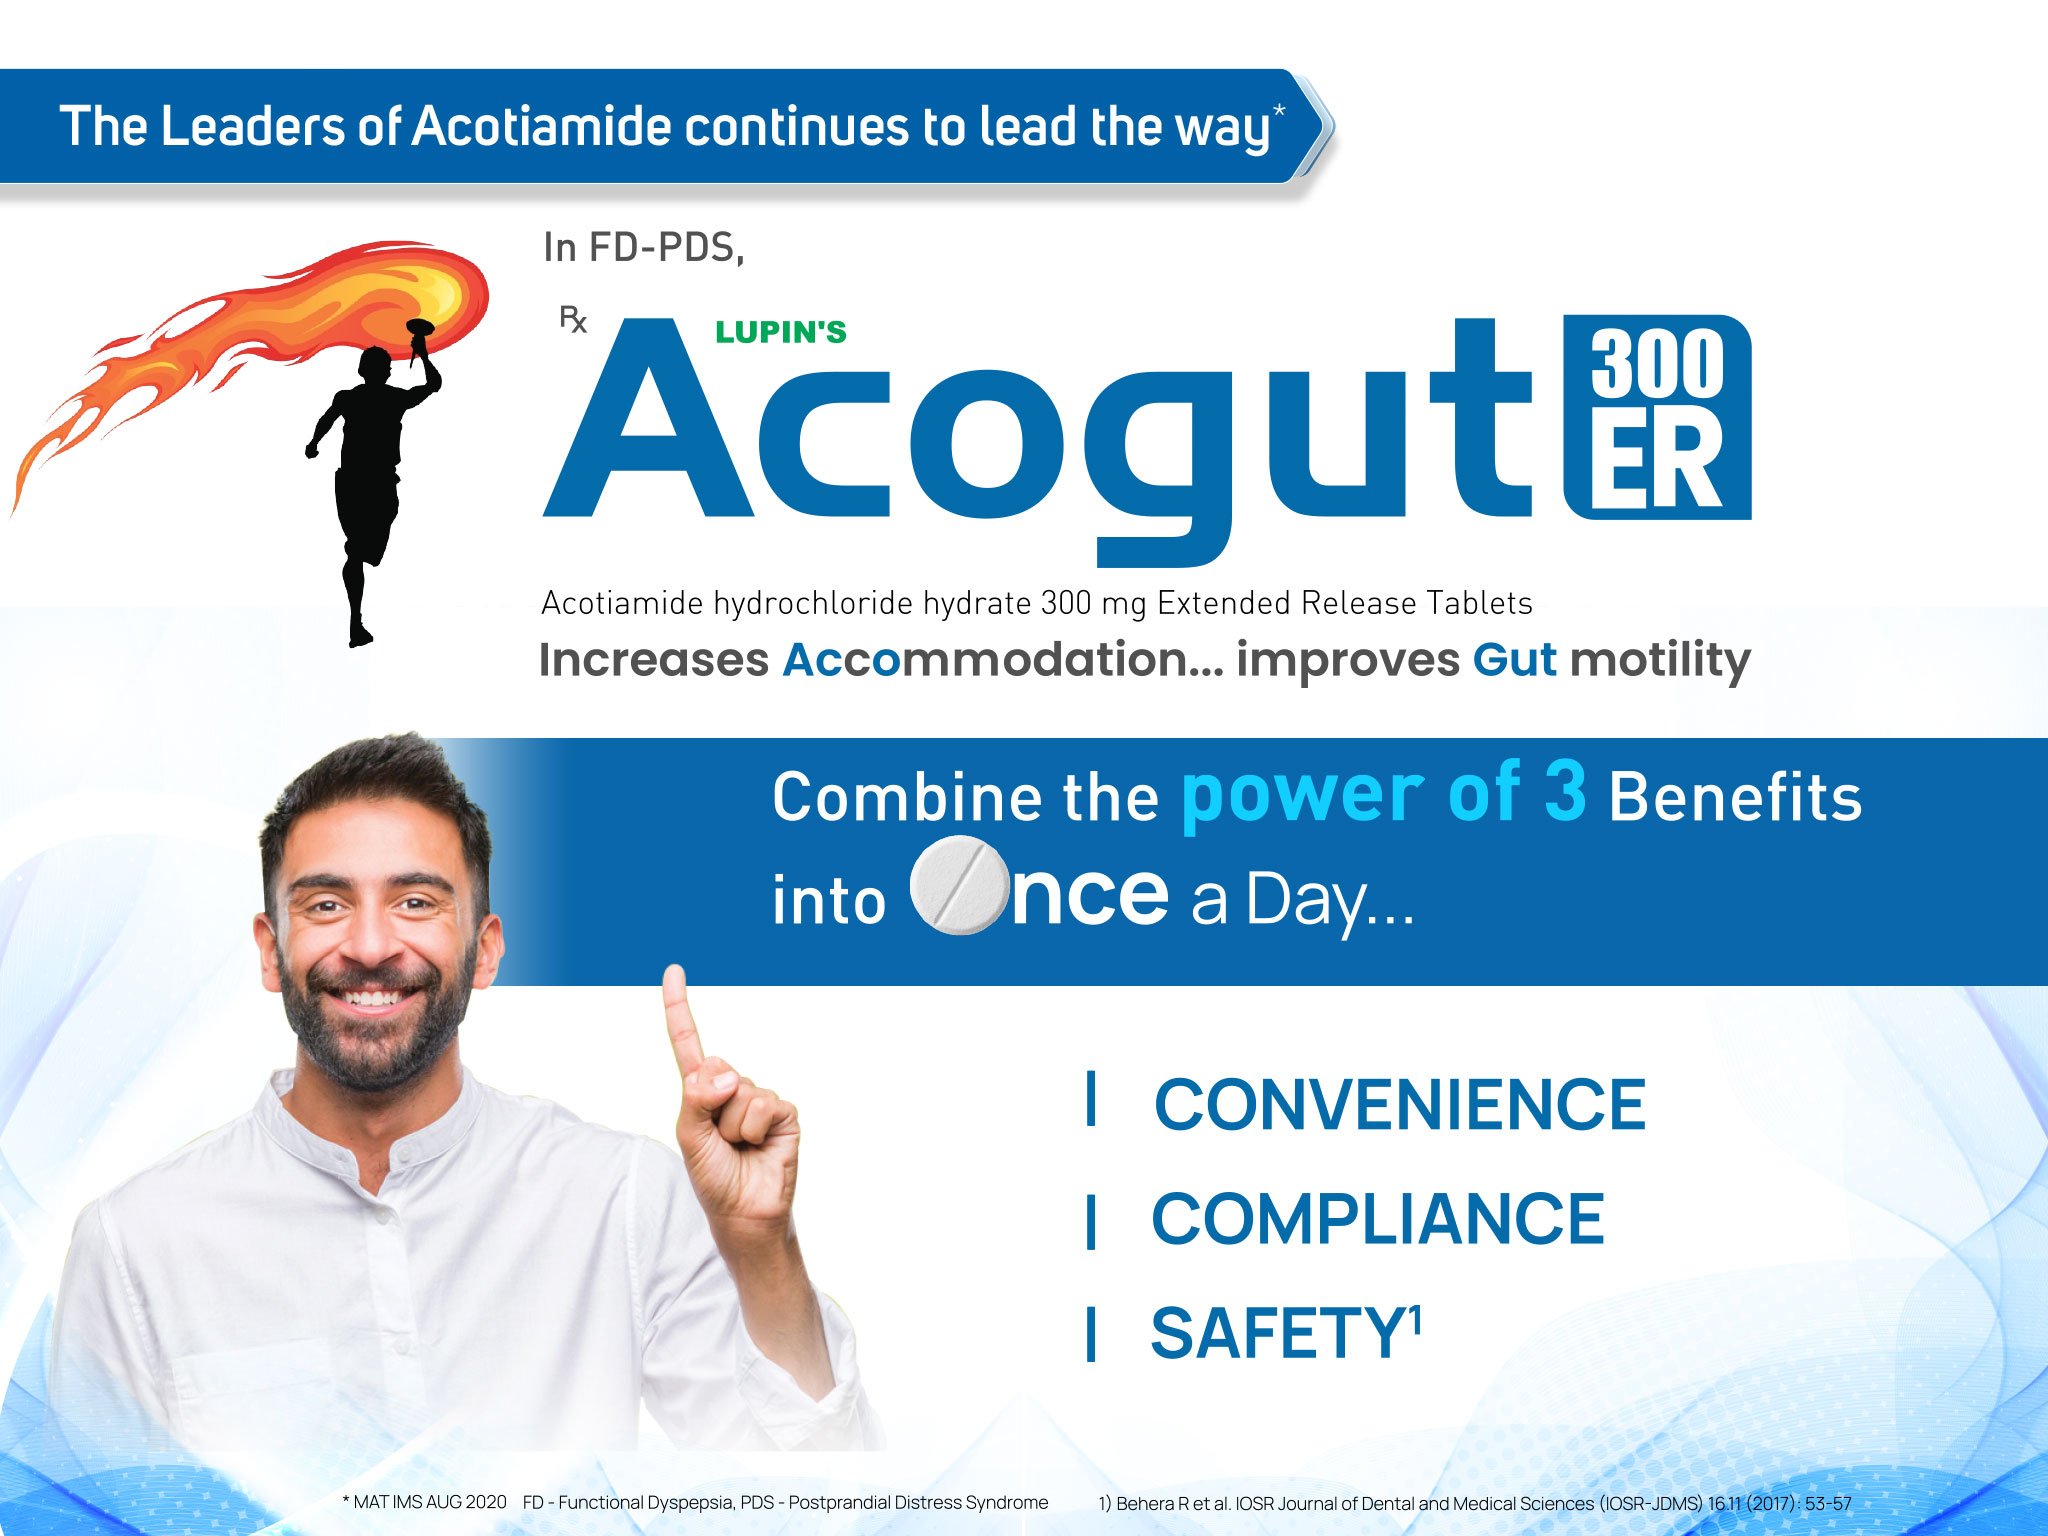 The Leaders of Acotiamide continues to lead the way*
In FD-PDS,
Rx
LUPIN'S
Acogut 300 ER
Acotiamide hydrochloride hydrate 300 mg Extended Release Tablets
Increases Accommodation... improves Gut motility
Combine the power of 3 Benefits
into Once a Day...
CONVENIENCE
COMPLIANCE
SAFETY¹
* MAT IMS AUG 2020 FD - Functional Dyspepsia, PDS - Postprandial Distress Syndrome 1) Behera R et al. IOSR Journal of Dental and Medical Sciences (IOSR-JDMS) 16.11 (2017): 53-57